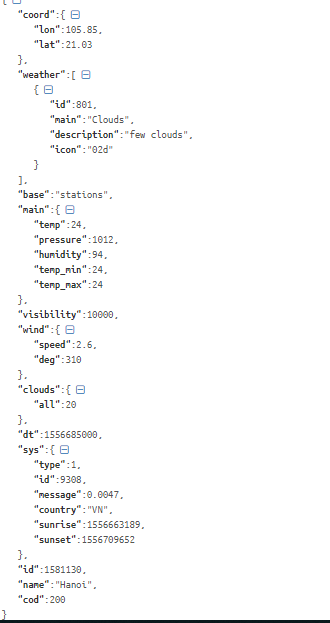 {
"coord":{
"lon":105.85,
"lat":21.03
},
"weather":[
{
"id":801,
"main":"Clouds",
"description":"few clouds",
"icon":"02d"
}
],
"base":"stations",
"main":{
"temp":24,
"pressure":1012,
"humidity":94,
"temp_min":24,
"temp_max":24
},
"visibility":10000,
"wind":{
"speed":2.6,
"deg":310
},
"clouds":{
"all":20
},
"dt":1556685000,
"sys":{
"type":1,
"id":9308,
"message":0.0047,
"country":"VN",
"sunrise":1556663189,
"sunset":1556709652
},
"id":1581130,
"name":"Hanoi",
"cod":200
}